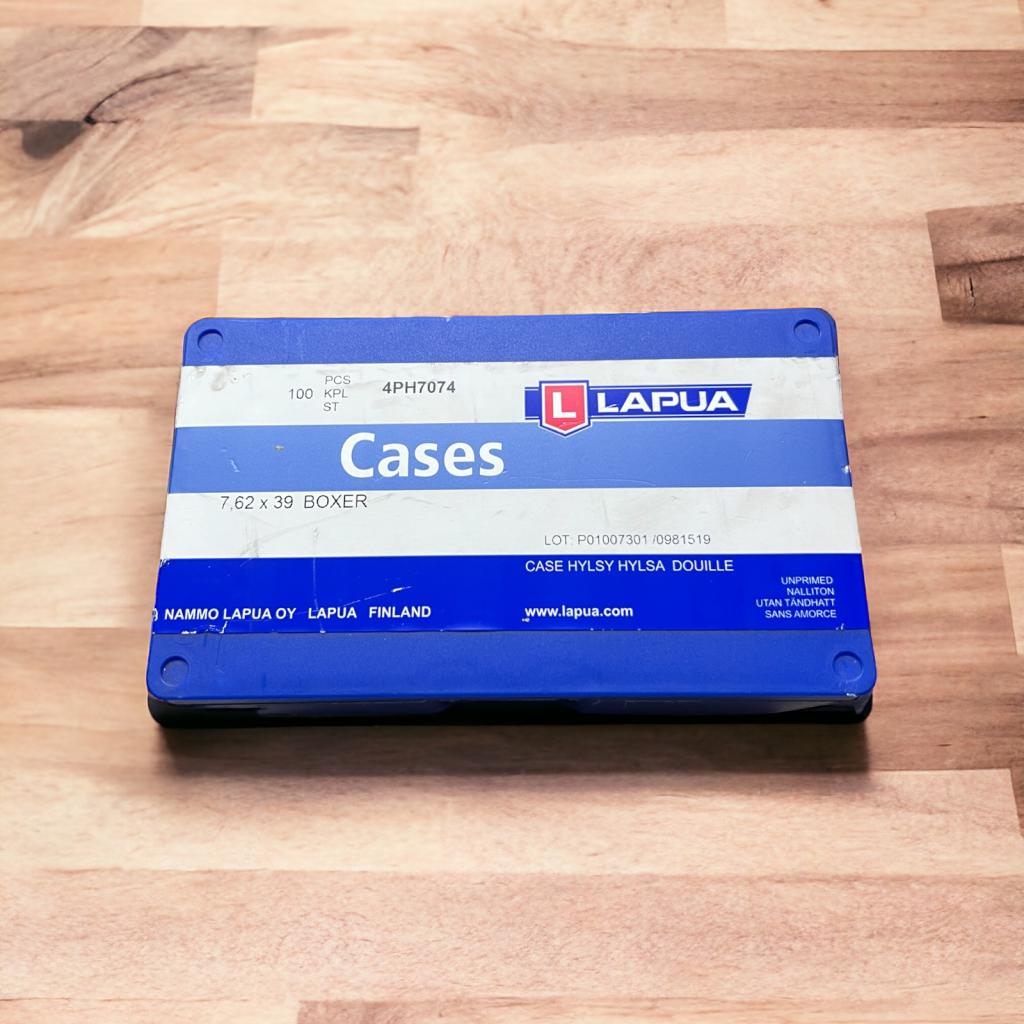 100 PCS KPL ST 4PH7074
L LAPUA
Cases
7,62 x 39 BOXER
LOT: P01007301 /0981519
CASE HYLSY HYLSA DOUILLE
UNPRIMED
NALLITON
UTAN TÄNDHATT
SANS AMORCE
NAMMO LAPUA OY LAPUA FINLAND
www.lapua.com